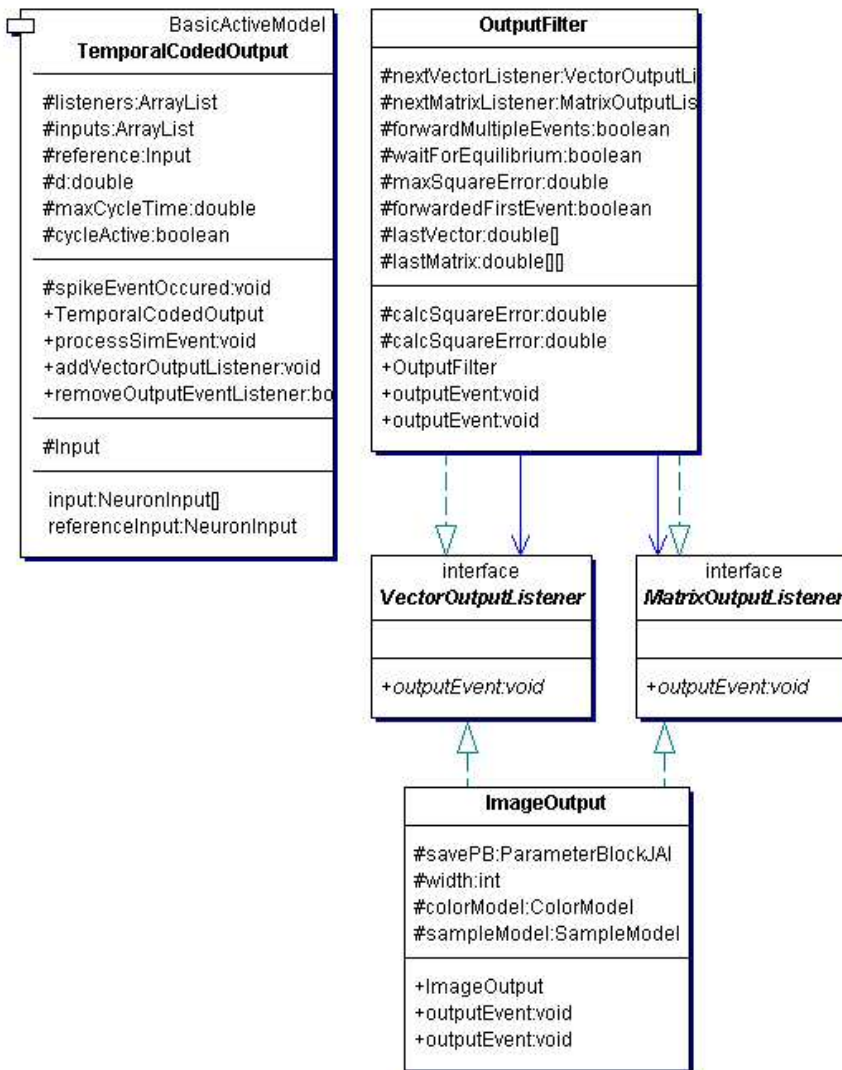 BasicActiveModel
TemporalCodedOutput
#listeners:ArrayList
#inputs:ArrayList
#reference:Input
#d:double
#maxCycleTime:double
#cycleActive:boolean
#spikeEventOccured:void
+TemporalCodedOutput
+processSimEvent:void
+addVectorOutputListener:void
+removeOutputEventListener:bo
#Input
input:NeuronInput[]
referenceInput:NeuronInput
OutputFilter
#nextVectorListener:VectorOutputLi
#nextMatrixListener:MatrixOutputLis
#forwardMultipleEvents:boolean
#waitForEquilibrium:boolean
#maxSquareError:double
#forwardedFirstEvent:boolean
#lastVector:double[]
#lastMatrix:double[][]
#calcSquareError:double
#calcSquareError:double
+OutputFilter
+outputEvent:void
+outputEvent:void
interface
VectorOutputListener
+outputEvent:void
interface
MatrixOutputListener
+outputEvent:void
ImageOutput
#savePB:ParameterBlockJAI
#width:int
#colorModel:ColorModel
#sampleModel:SampleModel
+ImageOutput
+outputEvent:void
+outputEvent:void